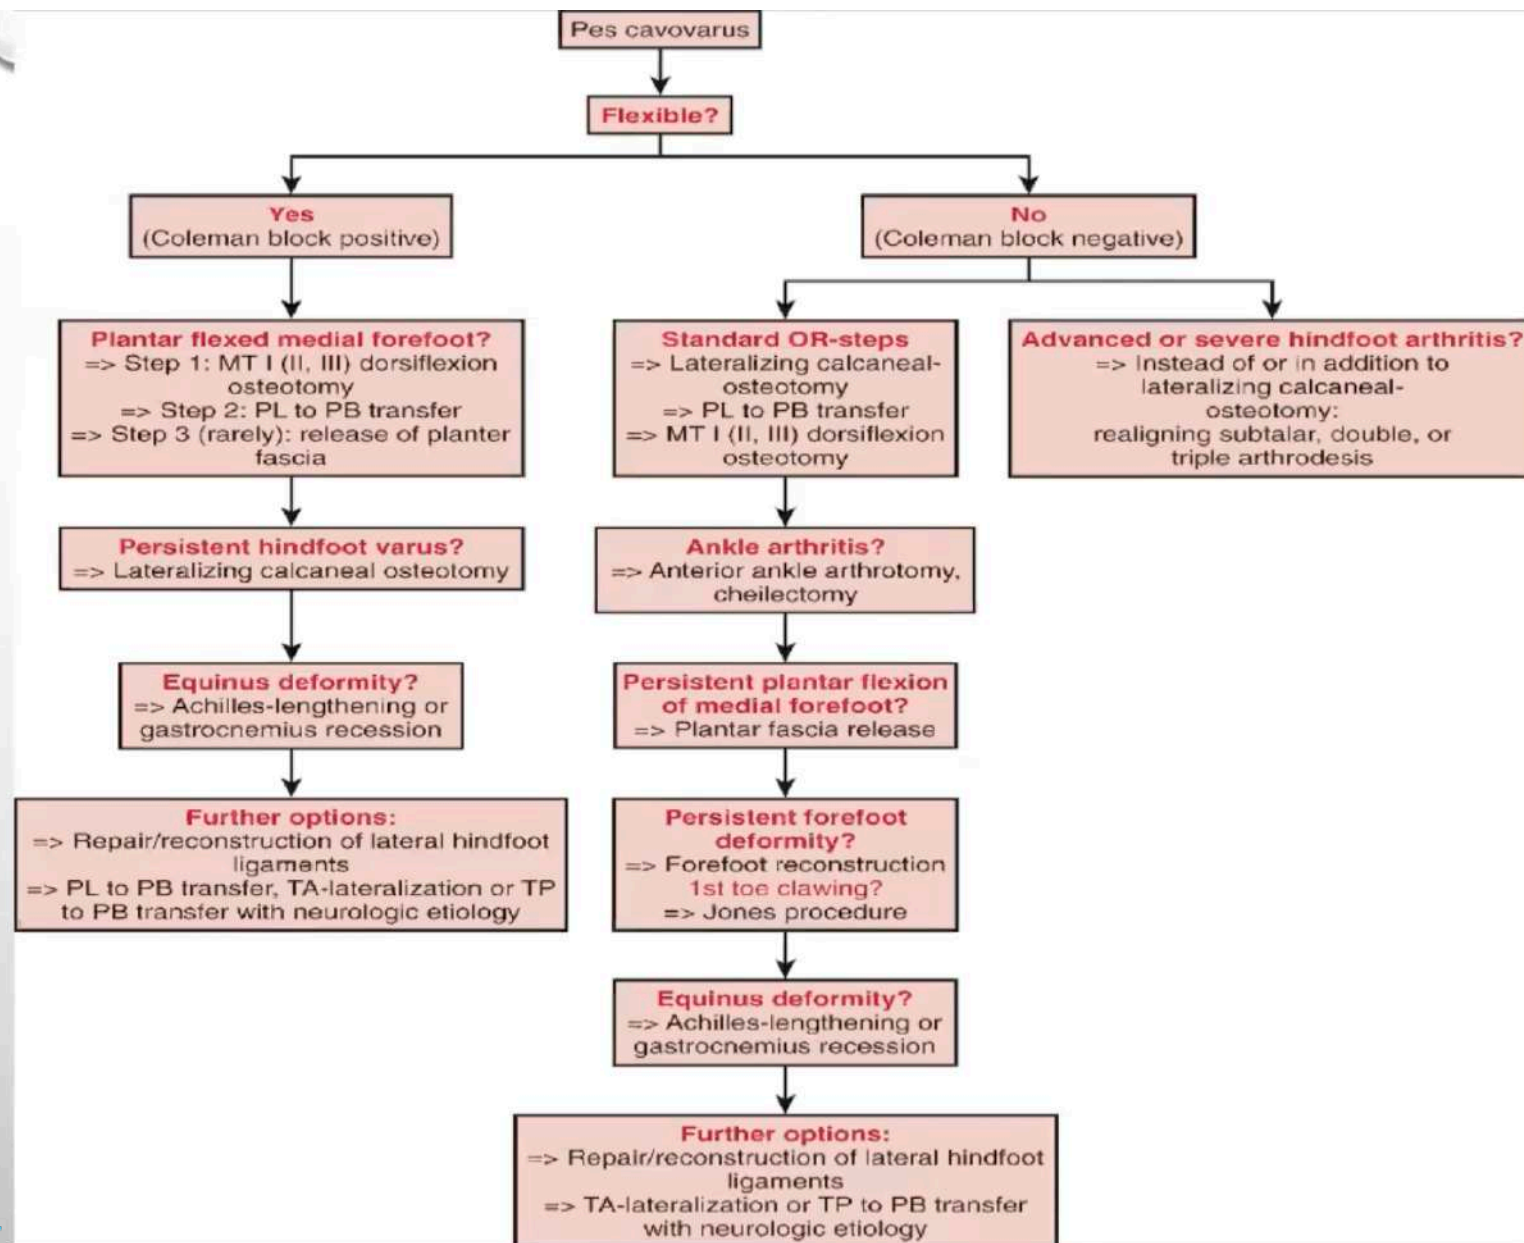 Pes cavovarus
Flexible?
Yes
(Coleman block positive)
No
(Coleman block negative)
Plantar flexed medial forefoot?
=> Step 1: MT I (II, III) dorsiflexion
osteotomy
=> Step 2: PL to PB transfer
=> Step 3 (rarely): release of planter
fascia
Persistent hindfoot varus?
=> Lateralizing calcaneal osteotomy
Equinus deformity?
=> Achilles-lengthening or
gastrocnemius recession
Further options:
=> Repair/reconstruction of lateral hindfoot
ligaments
=> PL to PB transfer, TA-lateralization or TP
to PB transfer with neurologic etiology
Standard OR-steps
=> Lateralizing calcaneal-
osteotomy
=> PL to PB transfer
=> MT I (II, III) dorsiflexion
osteotomy
Ankle arthritis?
=> Anterior ankle arthrotomy,
cheilectomy
Persistent plantar flexion
of medial forefoot?
=> Plantar fascia release
Persistent forefoot
deformity?
=> Forefoot reconstruction
1st toe clawing?
=> Jones procedure
Equinus deformity?
=> Achilles-lengthening or
gastrocnemius recession
Further options:
=> Repair/reconstruction of lateral hindfoot
ligaments
=> TA-lateralization or TP to PB transfer
with neurologic etiology
Advanced or severe hindfoot arthritis?
=> Instead of or in addition to
lateralizing calcaneal-
osteotomy:
realigning subtalar, double, or
triple arthrodesis